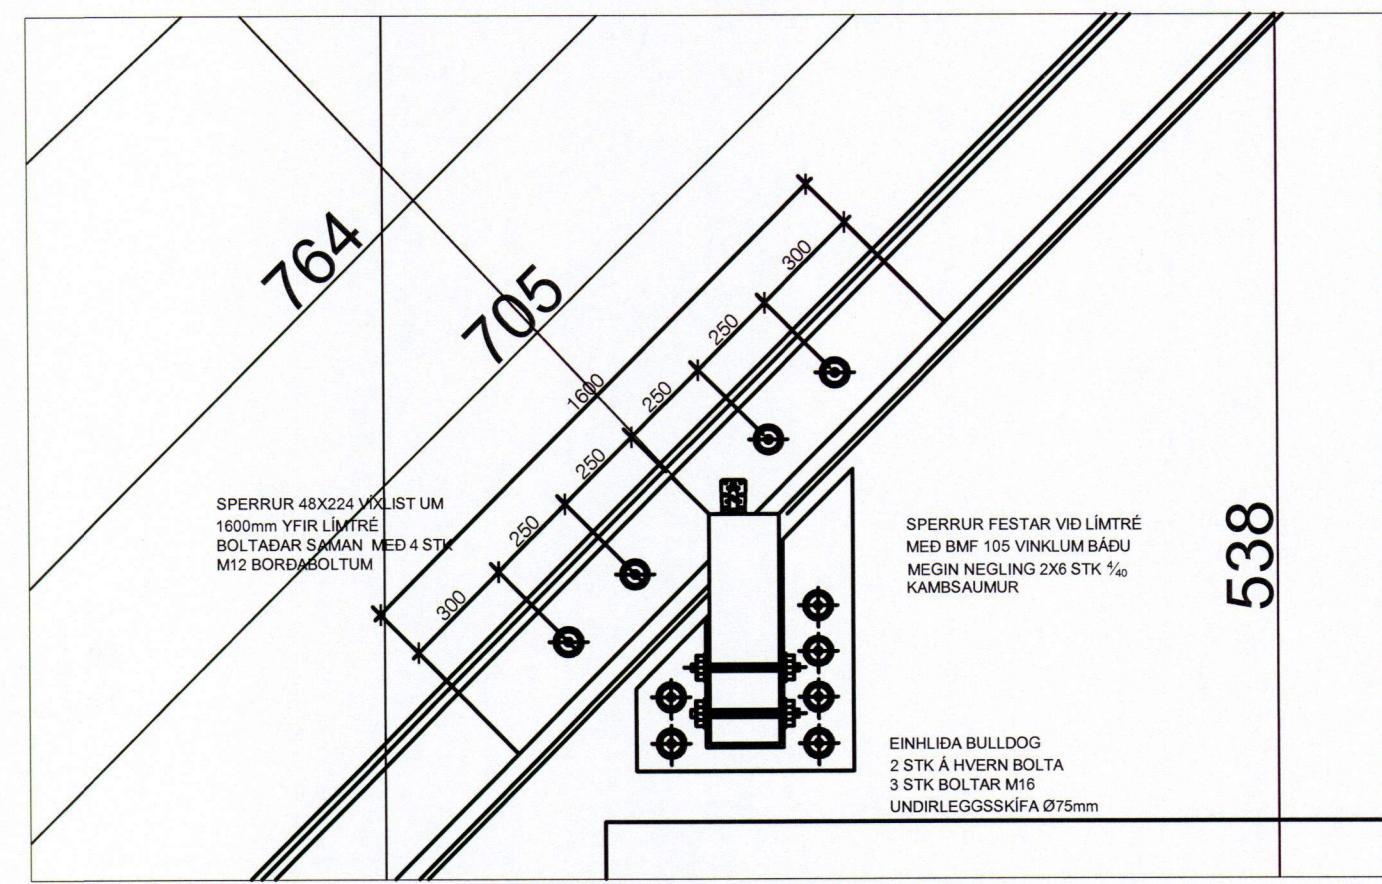 764
705
300
250
250
1600
250
250
300
SPERRUR 48X224 VÍXLIST UM
1600mm YFIR LÍMTRÉ
BOLTAÐAR SAMAN MEÐ 4 STK
M12 BORÐABOLTUM
SPERRUR FESTAR VIÐ LÍMTRÉ
MEÐ BMF 105 VINKLUM BÁÐU
MEGIN NEGLING 2X6 STK 4/40
KAMBSAUMUR
538
EINHLIÐA BULLDOG
2 STK Á HVERN BOLTA
3 STK BOLTAR M16
UNDIRLEGGSSKÍFA Ø75mm